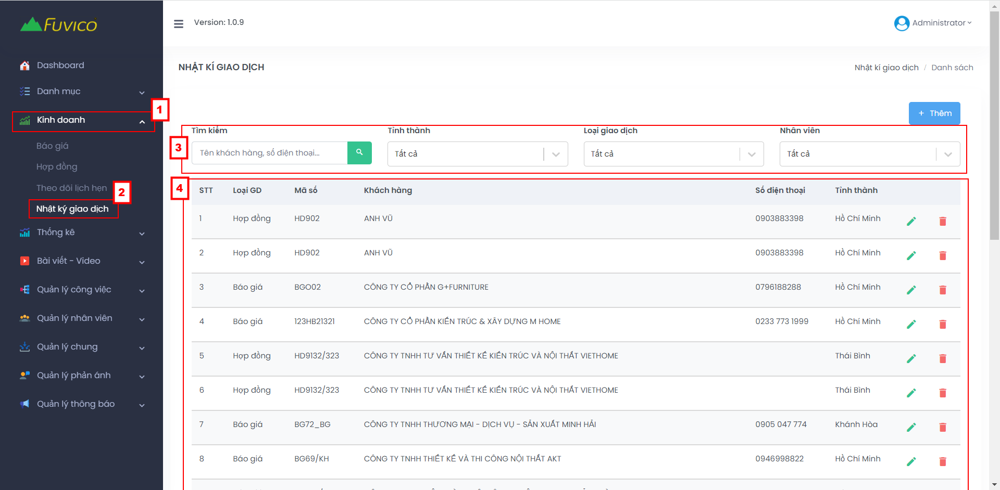 FUVICO
Version: 1.0.9
Administrator
Dashboard
Danh mục
Kinh doanh
1
Báo giá
Hợp đồng
Theo dõi lịch hẹn
2
Nhật ký giao dịch
Thống kê
Bài viết - Video
Quản lý công việc
Quản lý nhân viên
Quản lý chung
Quản lý phản ánh
Quản lý thông báo
NHẬT KÍ GIAO DỊCH
Nhật kí giao dịch / Danh sách
+ Thêm
3
Tìm kiếm Tỉnh thành Loại giao dịch Nhân viên
Tên khách hàng, số điện thoại... Tất cả Tất cả Tất cả
4
STT Loại GD Mã số Khách hàng Số điện thoại Tỉnh thành
1 Hợp đồng HD902 ANH VŨ 0903883398 Hồ Chí Minh
2 Hợp đồng HD902 ANH VŨ 0903883398 Hồ Chí Minh
3 Báo giá BGO02 CÔNG TY CỔ PHẦN G+FURNITURE 0796188288 Hồ Chí Minh
4 Báo giá 123HB21321 CÔNG TY CỔ PHẦN KIẾN TRÚC & XÂY DỰNG M HOME 0233 773 1999 Hồ Chí Minh
5 Hợp đồng HD9132/323 CÔNG TY TNHH TƯ VẤN THIẾT KẾ KIẾN TRÚC VÀ NỘI THẤT VIETHOME Thái Bình
6 Hợp đồng HD9132/323 CÔNG TY TNHH TƯ VẤN THIẾT KẾ KIẾN TRÚC VÀ NỘI THẤT VIETHOME Thái Bình
7 Báo giá BG72_BG CÔNG TY TNHH THƯƠNG MẠI - DỊCH VỤ - SẢN XUẤT MINH HẢI 0905 047 774 Khánh Hòa
8 Báo giá BG69/KH CÔNG TY TNHH THIẾT KẾ VÀ THI CÔNG NỘI THẤT AKT 0946998822 Hồ Chí Minh